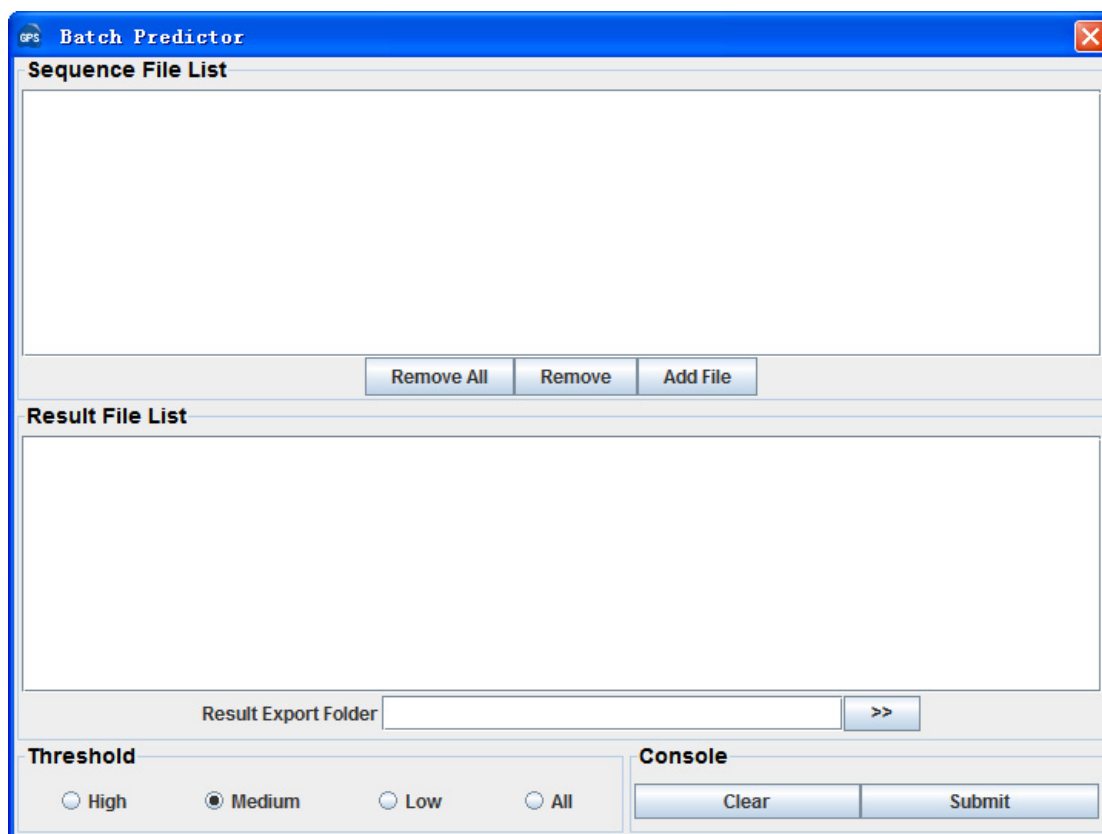 GPS Batch Predictor
Sequence File List
Remove All Remove Add File
Result File List
Result Export Folder >>
Threshold Console
High Medium Low All Clear Submit